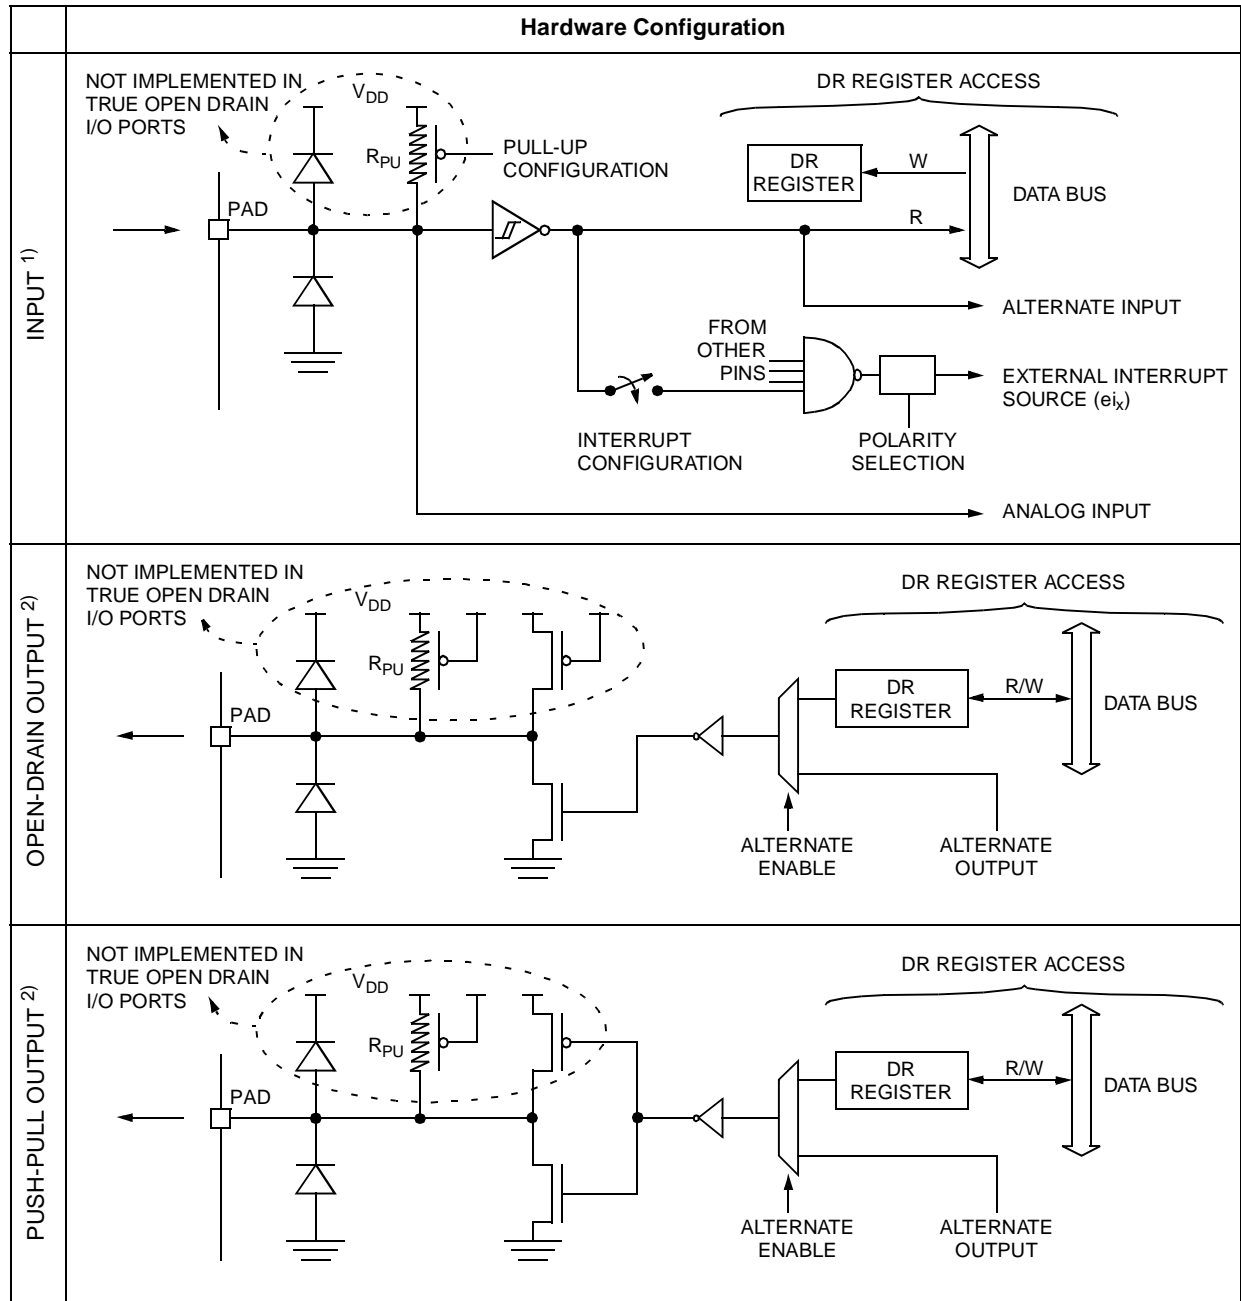 Hardware Configuration
INPUT 1)
NOT IMPLEMENTED IN
TRUE OPEN DRAIN
I/O PORTS
VDD
RPU
PULL-UP
CONFIGURATION
PAD
DR REGISTER ACCESS
DR
REGISTER
W
R
DATA BUS
ALTERNATE INPUT
FROM
OTHER
PINS
EXTERNAL INTERRUPT
SOURCE (eix)
INTERRUPT
CONFIGURATION
POLARITY
SELECTION
ANALOG INPUT
OPEN-DRAIN OUTPUT 2)
NOT IMPLEMENTED IN
TRUE OPEN DRAIN
I/O PORTS
VDD
RPU
PAD
DR REGISTER ACCESS
DR
REGISTER
R/W
DATA BUS
ALTERNATE
ENABLE
ALTERNATE
OUTPUT
PUSH-PULL OUTPUT 2)
NOT IMPLEMENTED IN
TRUE OPEN DRAIN
I/O PORTS
VDD
RPU
PAD
DR REGISTER ACCESS
DR
REGISTER
R/W
DATA BUS
ALTERNATE
ENABLE
ALTERNATE
OUTPUT